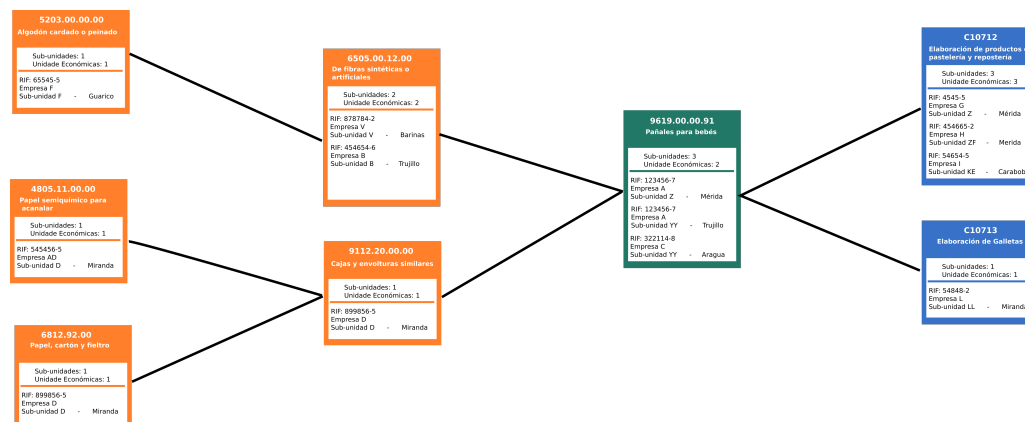 5203.00.00.00
Algodón cardado o peinado
Sub-unidades: 1
Unidade Económicas: 1
RIF: 65545-5
Empresa F
Sub-unidad F - Guarico
4805.11.00.00
Papel semiquímico para
acanalar
Sub-unidades: 1
Unidade Económicas: 1
RIF: 545456-5
Empresa AD
Sub-unidad D - Miranda
6812.92.00
Papel, cartón y fieltro
Sub-unidades: 1
Unidade Económicas: 1
RIF: 899856-5
Empresa D
Sub-unidad D - Miranda
6505.00.12.00
De fibras sintéticas o
artificiales
Sub-unidades: 2
Unidade Económicas: 2
RIF: 878784-2
Empresa V
Sub-unidad V - Barinas
RIF: 454654-6
Empresa B
Sub-unidad B - Trujillo
9112.20.00.00
Cajas y envolturas similares
Sub-unidades: 1
Unidade Económicas: 1
RIF: 899856-5
Empresa D
Sub-unidad D - Miranda
9619.00.00.91
Pañales para bebés
Sub-unidades: 3
Unidade Económicas: 2
RIF: 123456-7
Empresa A
Sub-unidad Z - Mérida
RIF: 123456-7
Empresa A
Sub-unidad YY - Trujillo
RIF: 322114-8
Empresa C
Sub-unidad YY - Aragua
C10712
Elaboración de productos
pastelería y repostería
Sub-unidades: 3
Unidade Económicas: 3
RIF: 4545-5
Empresa G
Sub-unidad Z - Mérida
RIF: 454665-2
Empresa H
Sub-unidad ZF - Merida
RIF: 54654-5
Empresa I
Sub-unidad KE - Carabob
C10713
Elaboración de Galletas
Sub-unidades: 1
Unidade Económicas: 1
RIF: 54848-2
Empresa L
Sub-unidad LL - Miranda